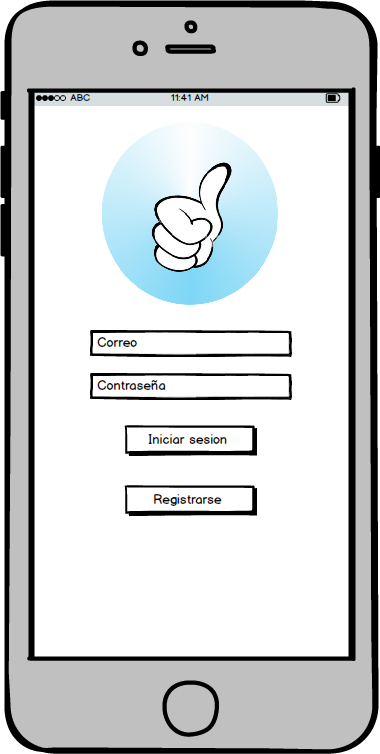 ABC 11:41 AM
Correo
Contraseña
Iniciar sesion
Registrarse